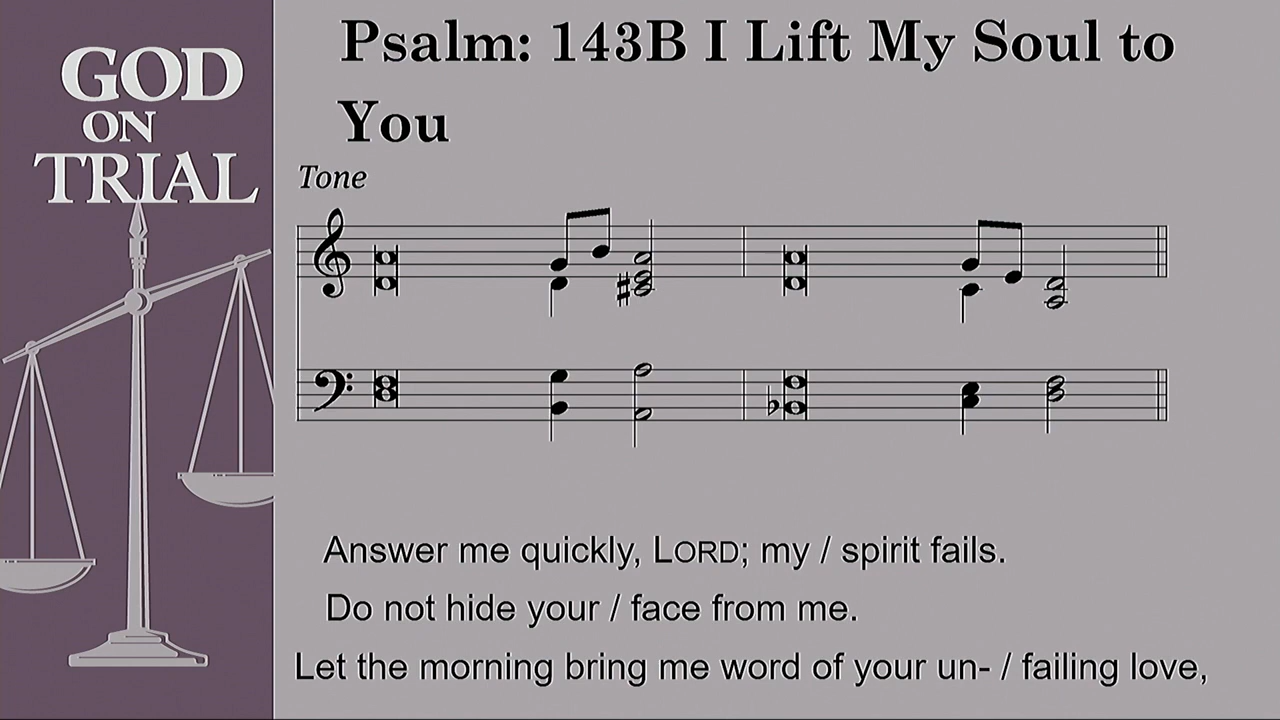 GOD
ON
TRIAL
Psalm: 143B I Lift My Soul to
You
Tone
Answer me quickly, LORD; my / spirit fails.
Do not hide your / face from me.
Let the morning bring me word of your un- / failing love,